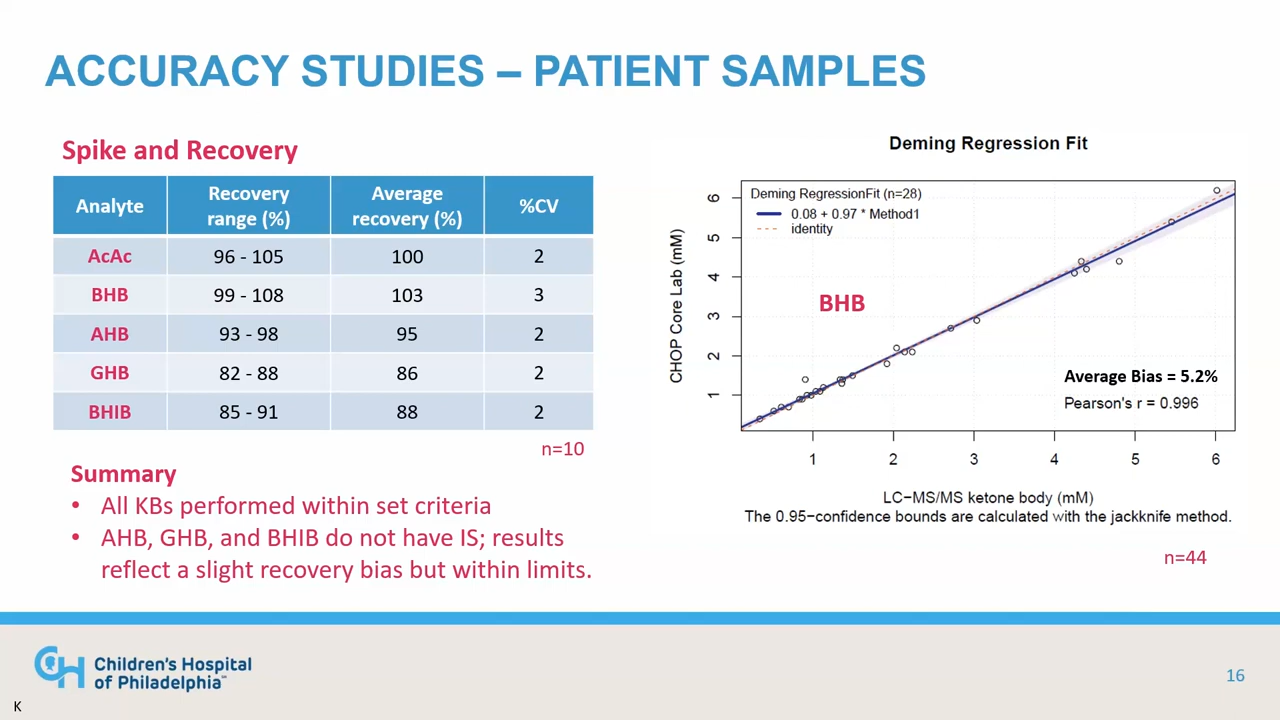 ACCURACY STUDIES – PATIENT SAMPLES
Spike and Recovery
Analyte Recovery range (%) Average recovery (%) %CV
AcAc 96 - 105 100 2
BHB 99 - 108 103 3
AHB 93 - 98 95 2
GHB 82 - 88 86 2
BHIB 85 - 91 88 2
n=10
Summary
• All KBs performed within set criteria
• AHB, GHB, and BHIB do not have IS; results
reflect a slight recovery bias but within limits.
Deming Regression Fit
Deming RegressionFit (n=28)
0.08 + 0.97 * Method1
identity
BHB
Average Bias = 5.2%
Pearson's r = 0.996
CHOP Core Lab (mM)
6
5
4
3
2
1
1 2 3 4 5 6
LC−MS/MS ketone body (mM)
The 0.95−confidence bounds are calculated with the jackknife method.
n=44
CH Children's Hospital
of Philadelphia™
16
K